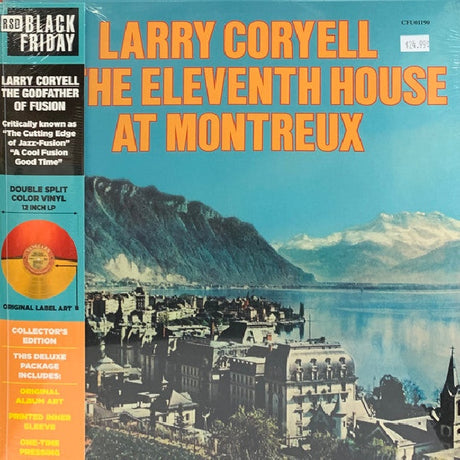 RSD BLACK
FRIDAY
LARRY CORYELL
THE GODFATHER
OF FUSION
Critically known as
"The Cutting Edge
of Jazz-Fusion"
"A Cool Fusion
Good Time"
DOUBLE SPLIT
COLOR VINYL
12 INCH LP
ORIGINAL LABEL ART
COLLECTOR'S
EDITION
THIS DELUXE
PACKAGE
INCLUDES:
ORIGINAL
ALBUM ART
PRINTED INNER
SLEEVE
ONE-TIME
PRESSING
CFU01190
$24.99
LARRY CORYELL
THE ELEVENTH HOUSE
AT MONTREUX